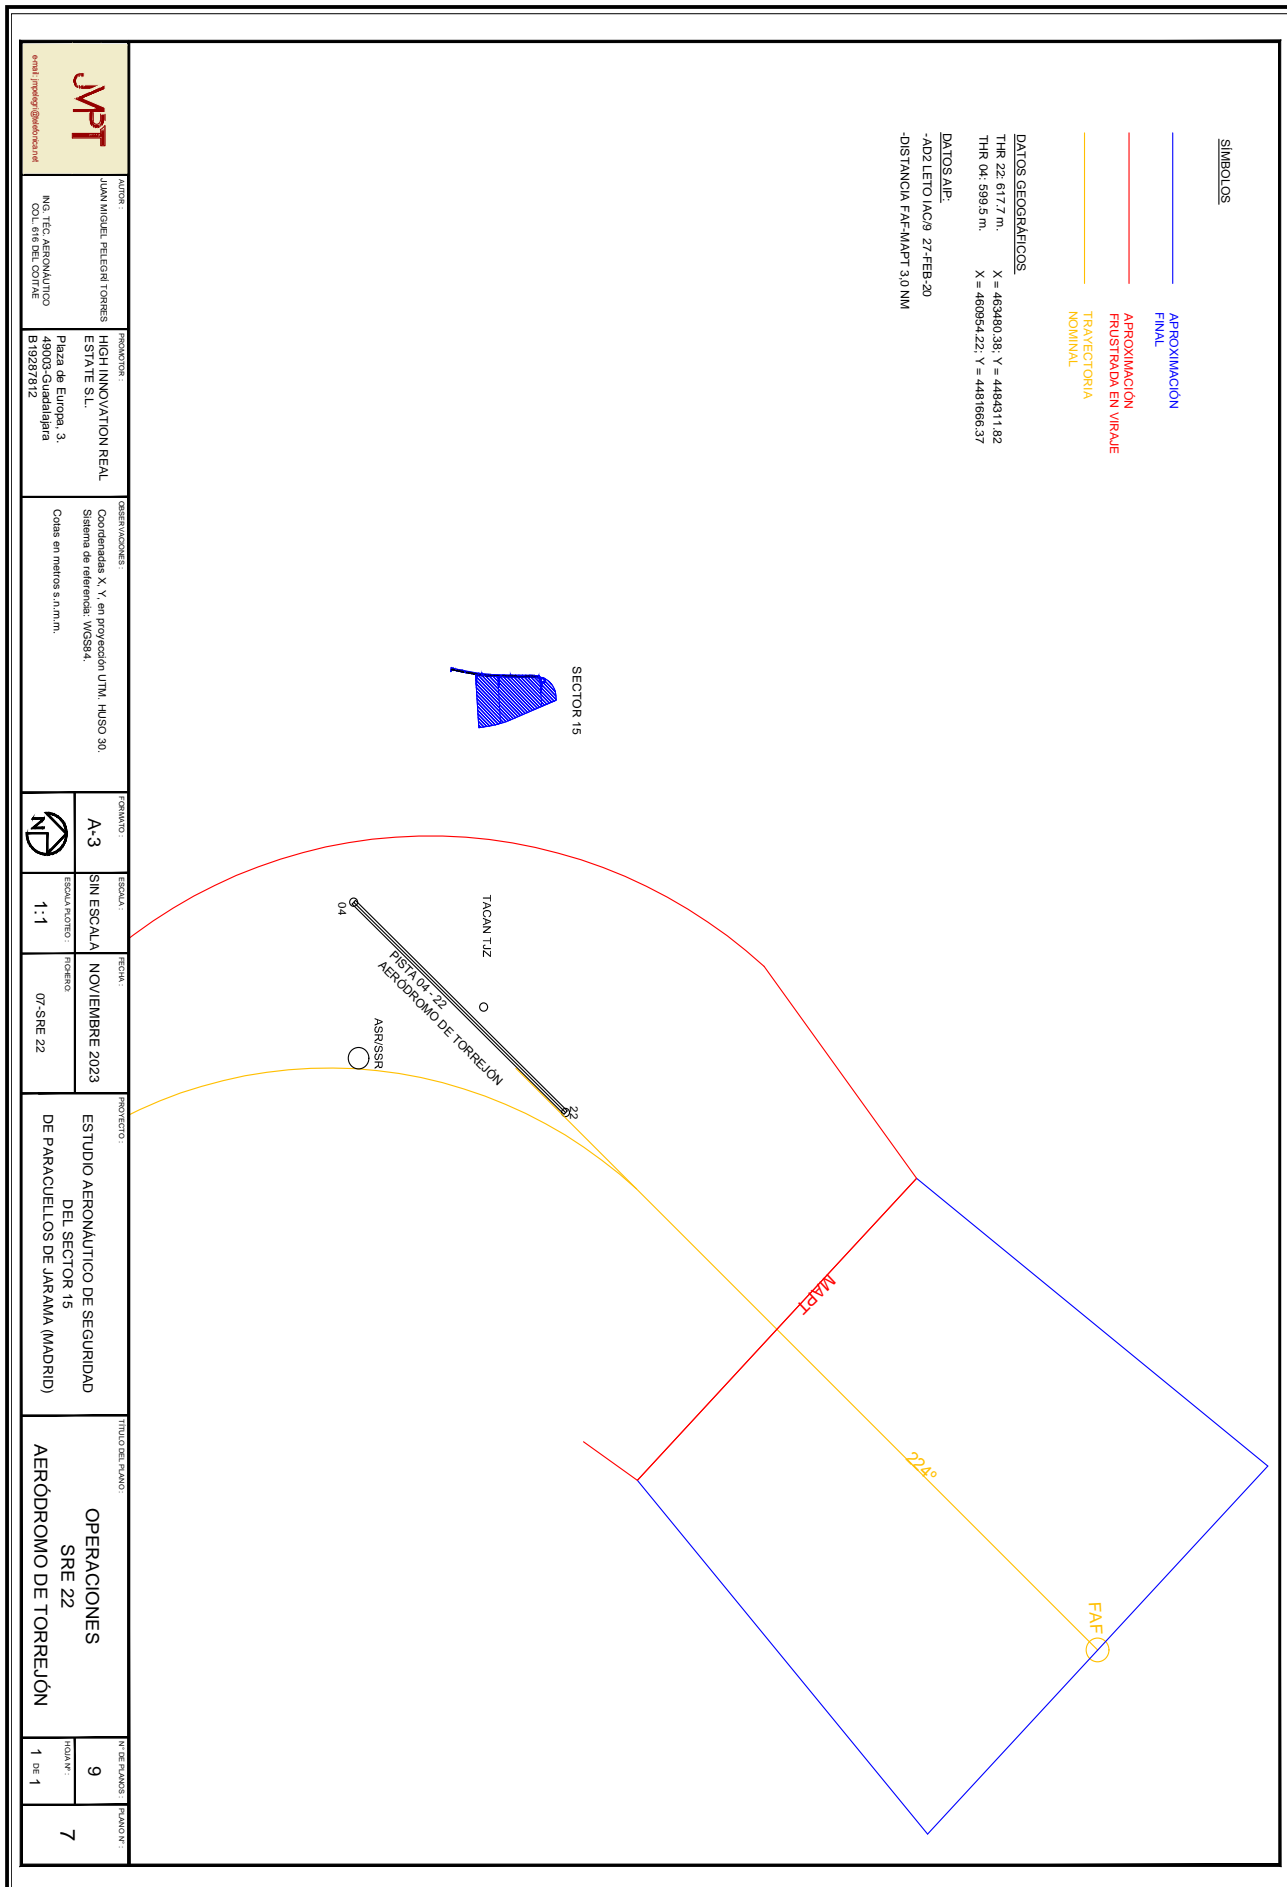 SÍMBOLOS
APROXIMACIÓN
FINAL
APROXIMACIÓN
FRUSTRADA EN VIRAJE
TRAYECTORIA
NOMINAL
DATOS GEOGRÁFICOS
THR 22: 617.7 m. X = 463480.38; Y = 4484311.82
THR 04: 599.5 m. X = 460954.22; Y = 4481666.37
DATOS AIP:
-AD2 LETO IAC/9 27-FEB-20
-DISTANCIA FAF-MAPT 3,0 NM
SECTOR 15
TACAN TJZ
04
PISTA 04 - 22
AERÓDROMO DE TORREJÓN
22
ASR/SSR
MAPT
224º
FAF
JMPT
e-mail: jmpelegri@telefonica.net
AUTOR :
JUAN MIGUEL PELEGRÍ TORRES
ING. TÉC. AERONÁUTICO
COL. 616 DEL COITAE
PROMOTOR :
HIGH INNOVATION REAL
ESTATE S.L.
Plaza de Europa, 3.
49003-Guadalajara
B19287812
OBSERVACIONES :
Coordenadas X, Y, en proyección UTM. HUSO 30.
Sistema de referencia: WGS84.
Cotas en metros s.n.m.m.
FORMATO :
A-3
N
ESCALA :
SIN ESCALA
ESCALA PLOTEO :
1:1
FECHA :
NOVIEMBRE 2023
FICHERO:
07-SRE 22
PROYECTO :
ESTUDIO AERONÁUTICO DE SEGURIDAD
DEL SECTOR 15
DE PARACUELLOS DE JARAMA (MADRID)
TÍTULO DEL PLANO :
OPERACIONES
SRE 22
AERÓDROMO DE TORREJÓN
Nº DE PLANOS :
9
HOJA Nº :
1 DE 1
PLANO Nº :
7